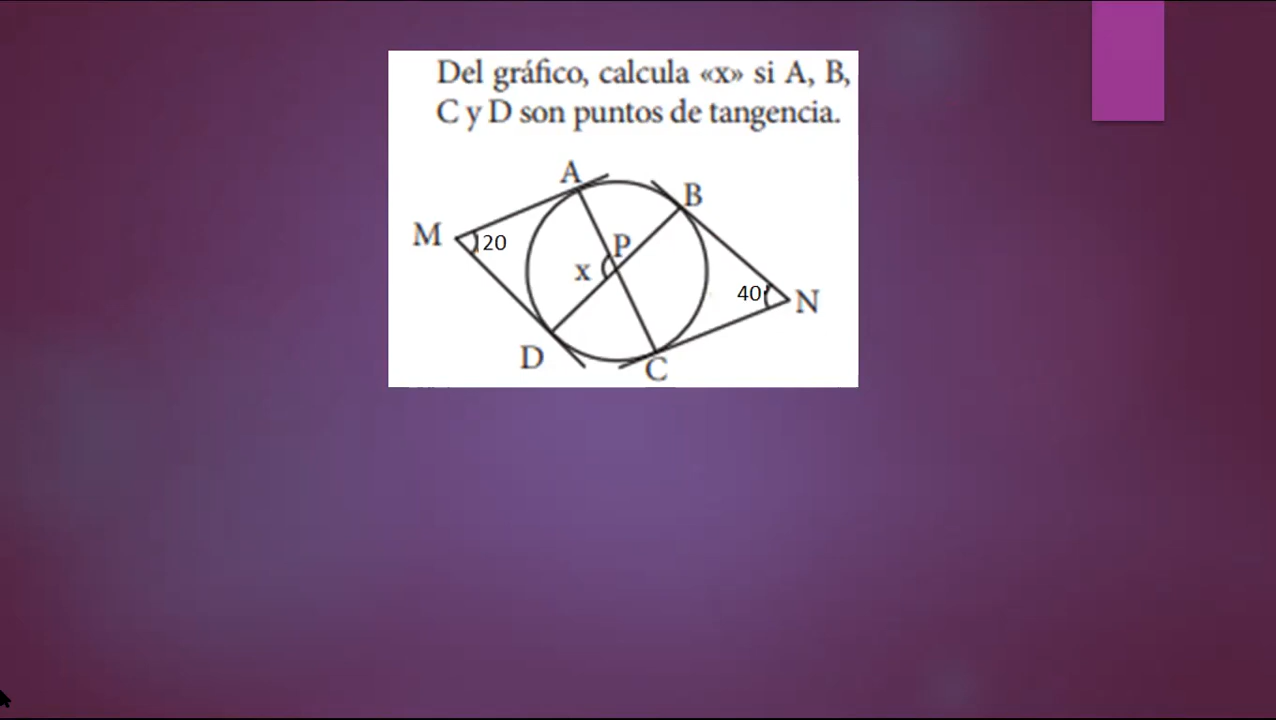 Del gráfico, calcula «x» si A, B,
C y D son puntos de tangencia.
A
B
M
20
P
x
40
N
D
C